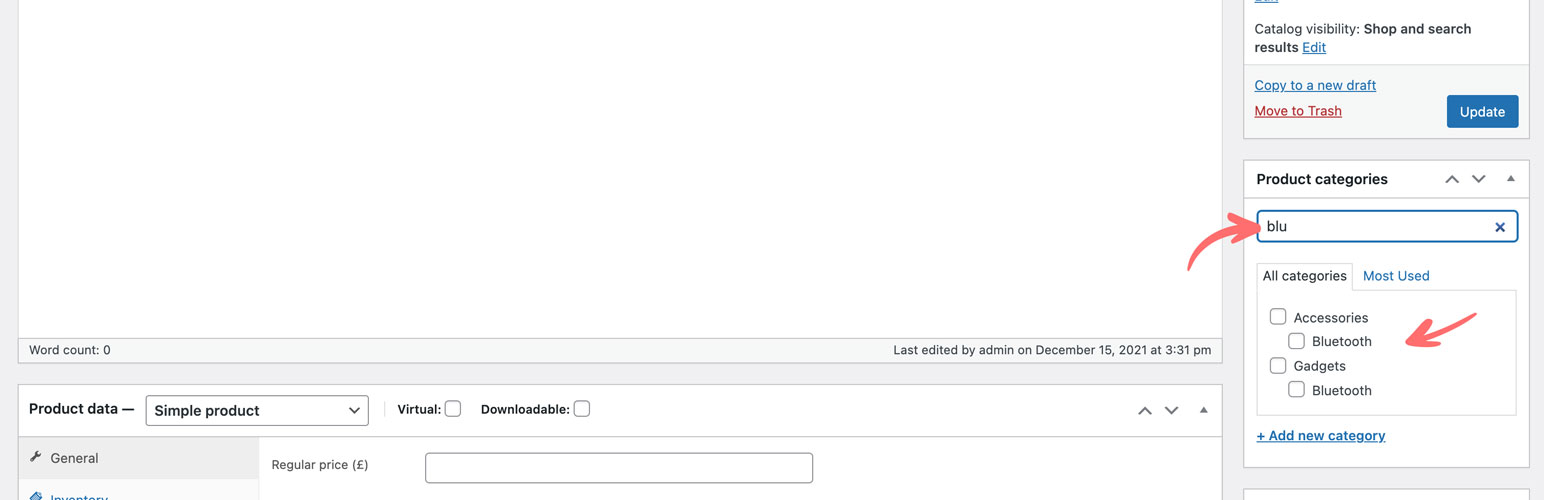 Edit
Catalog visibility: Shop and search
results Edit
Copy to a new draft
Move to Trash
Update
Product categories
blu
All categories
Most Used
Accessories
Bluetooth
Gadgets
Bluetooth
+ Add new category
Word count: 0
Last edited by admin on December 15, 2021 at 3:31 pm
Product data —
Simple product
Virtual:
Downloadable:
General
Regular price (£)
Inventory